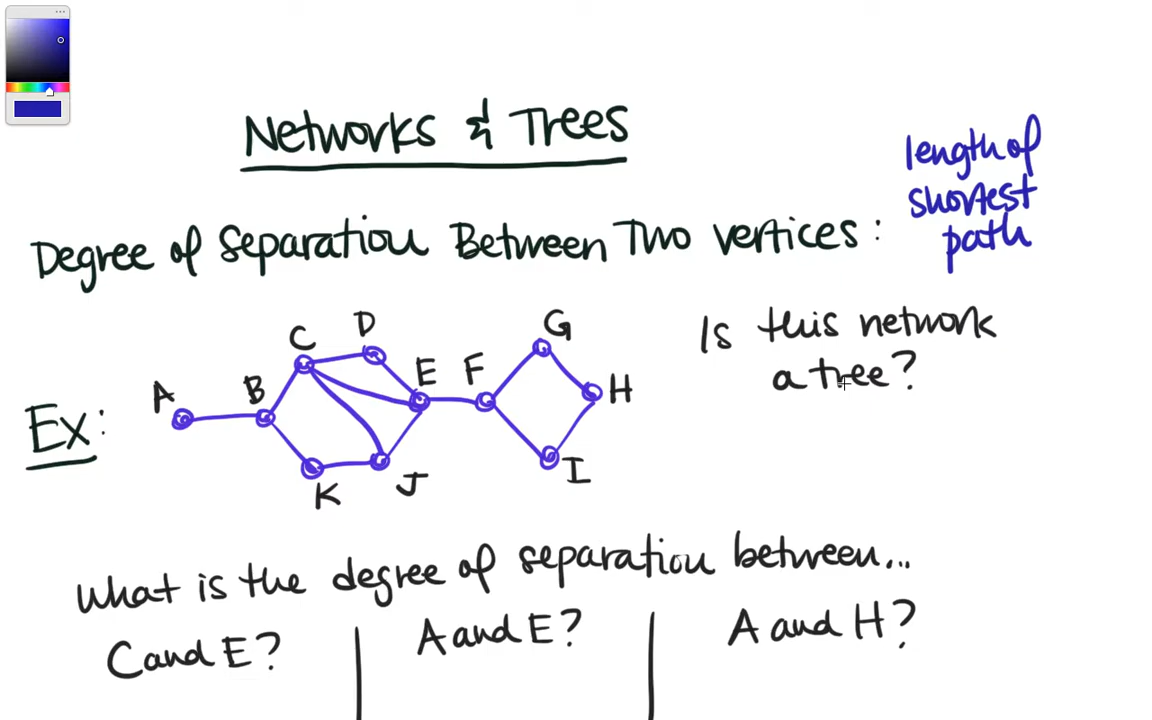 Networks & Trees
length of
shortest
path
Degree of Separation Between Two vertices:
Is this network
a tree?
Ex:
A
B
C
D
E
F
G
H
I
J
K
What is the degree of separation between...
C and E?
A and E?
A and H?